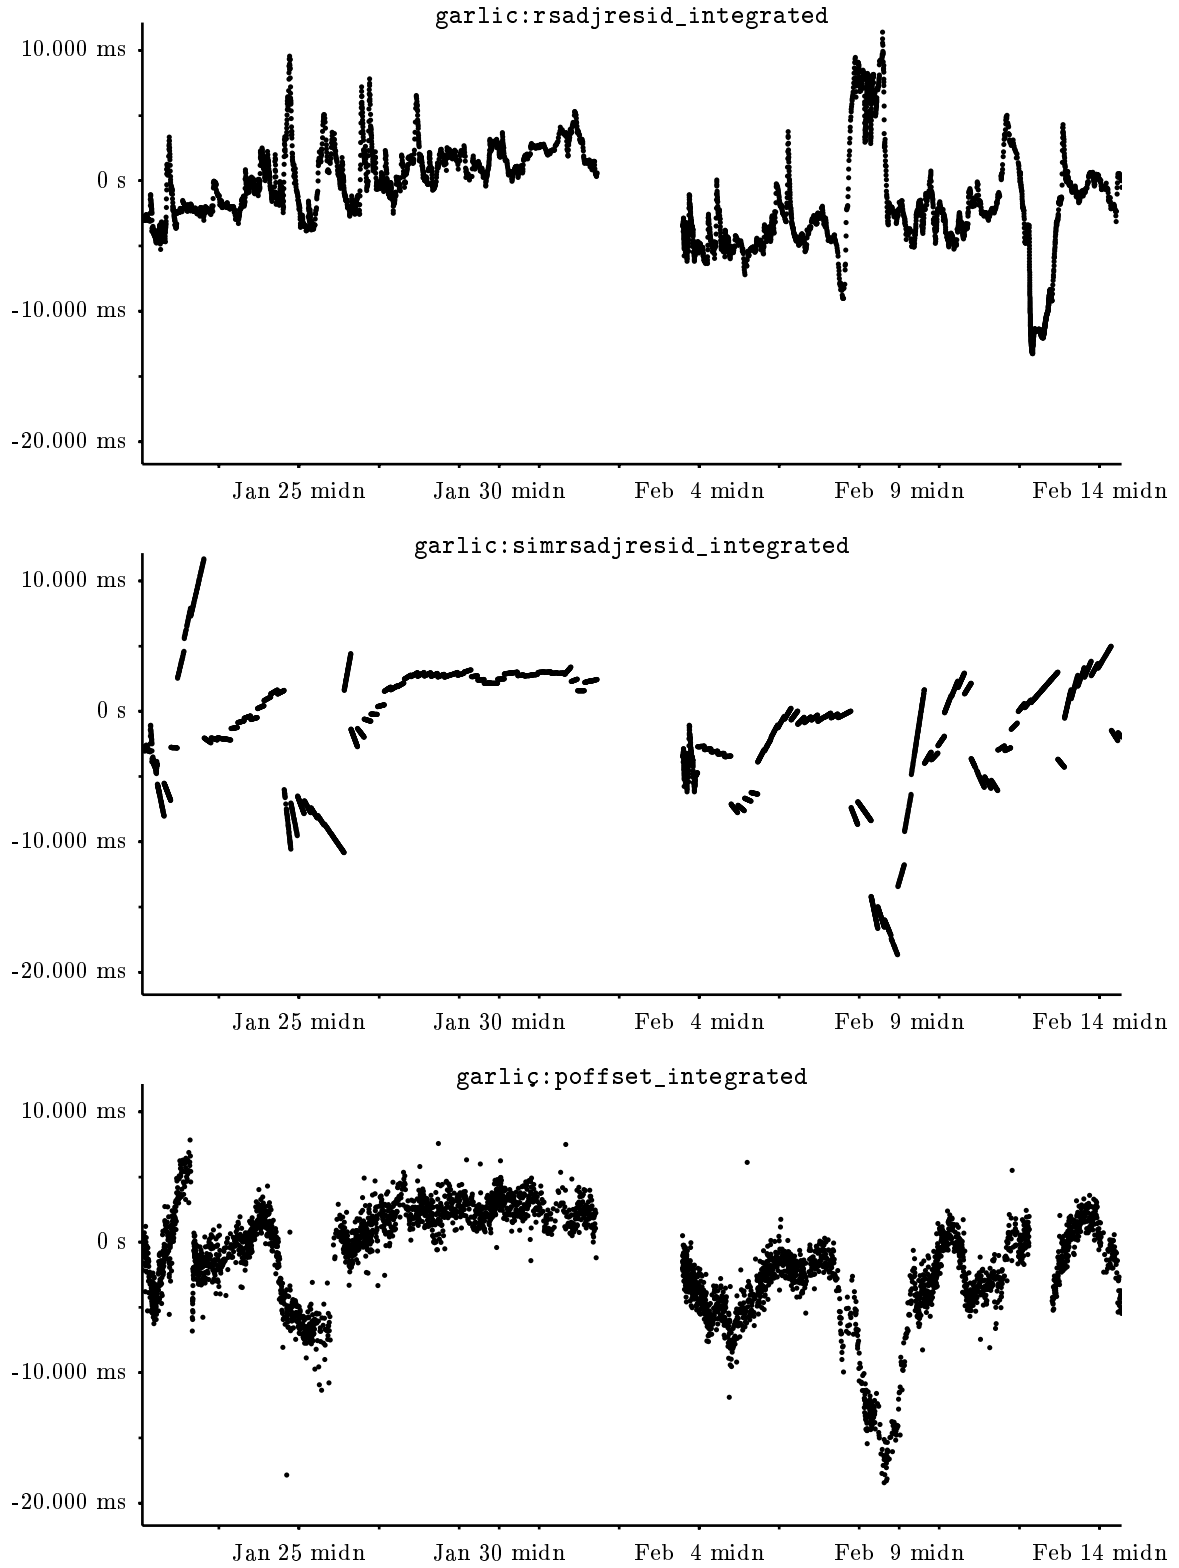 garlic:rsadjresid_integrated
10.000 ms
0 s
-10.000 ms
-20.000 ms
Jan 25 midn Jan 30 midn Feb 4 midn Feb 9 midn Feb 14 midn
garlic:simrsadjresid_integrated
10.000 ms
0 s
-10.000 ms
-20.000 ms
Jan 25 midn Jan 30 midn Feb 4 midn Feb 9 midn Feb 14 midn
garlic:poffset_integrated
10.000 ms
0 s
-10.000 ms
-20.000 ms
Jan 25 midn Jan 30 midn Feb 4 midn Feb 9 midn Feb 14 midn